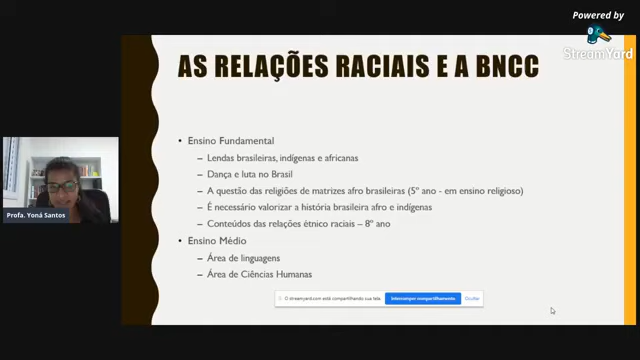 Powered by
StreamYard
AS RELAÇÕES RACIAIS E A BNCC
• Ensino Fundamental
– Lendas brasileiras, indígenas e africanas
– Dança e luta no Brasil
– A questão das religiões de matrizes afro brasileiras (5º ano - em ensino religioso)
– É necessário valorizar a história brasileira afro e indígenas
– Conteúdos das relações étnico raciais – 8º ano
• Ensino Médio
– Área de linguagens
– Área de Ciências Humanas
Profa. Yoná Santos
O streamyard.com está compartilhando sua tela. Interromper compartilhamento Ocultar